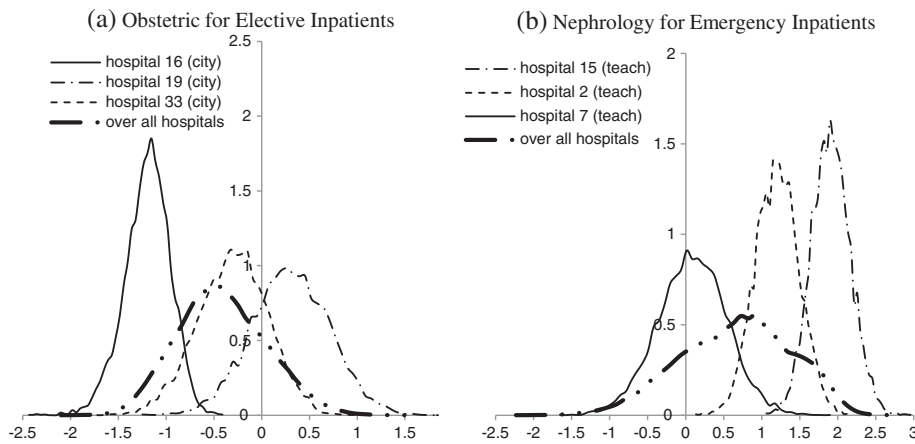 (a) Obstetric for Elective Inpatients
2.5
hospital 16 (city)
hospital 19 (city)
hospital 33 (city)
over all hospitals
2
1.5
1
0.5
0
-2.5 -2 -1.5 -1 -0.5 0 0.5 1 1.5
(b) Nephrology for Emergency Inpatients
2
hospital 15 (teach)
hospital 2 (teach)
hospital 7 (teach)
over all hospitals
1.5
1
0.5
0
-2.5 -2 -1.5 -1 -0.5 0 0.5 1 1.5 2 2.5 3